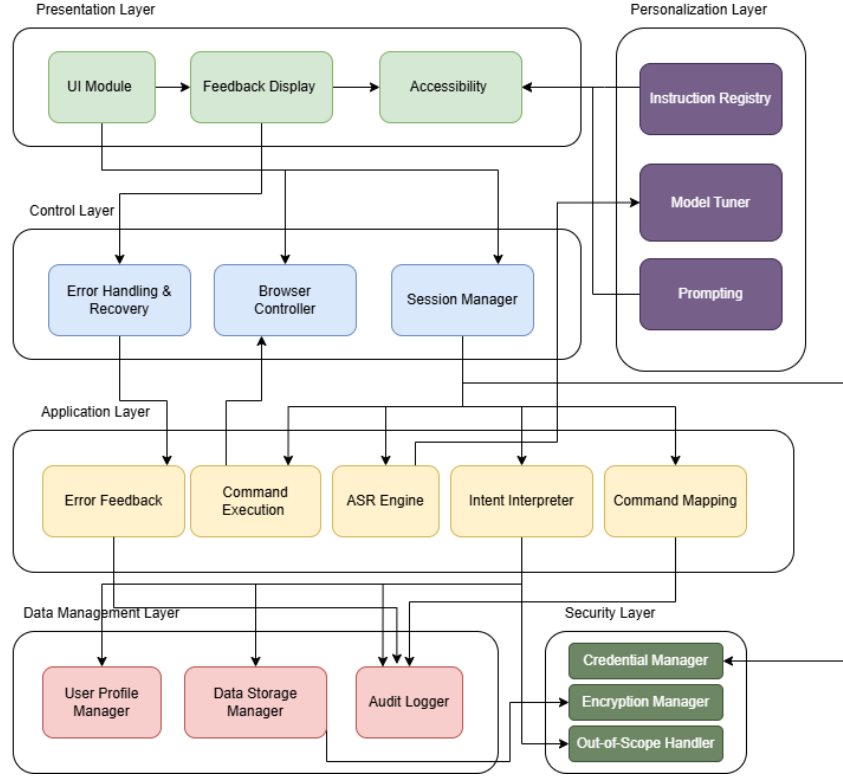 Presentation Layer
Personalization Layer
UI Module
Feedback Display
Accessibility
Instruction Registry
Model Tuner
Control Layer
Error Handling &
Recovery
Browser
Controller
Session Manager
Prompting
Application Layer
Error Feedback
Command
Execution
ASR Engine
Intent Interpreter
Command Mapping
Data Management Layer
Security Layer
User Profile
Manager
Data Storage
Manager
Audit Logger
Credential Manager
Encryption Manager
Out-of-Scope Handler